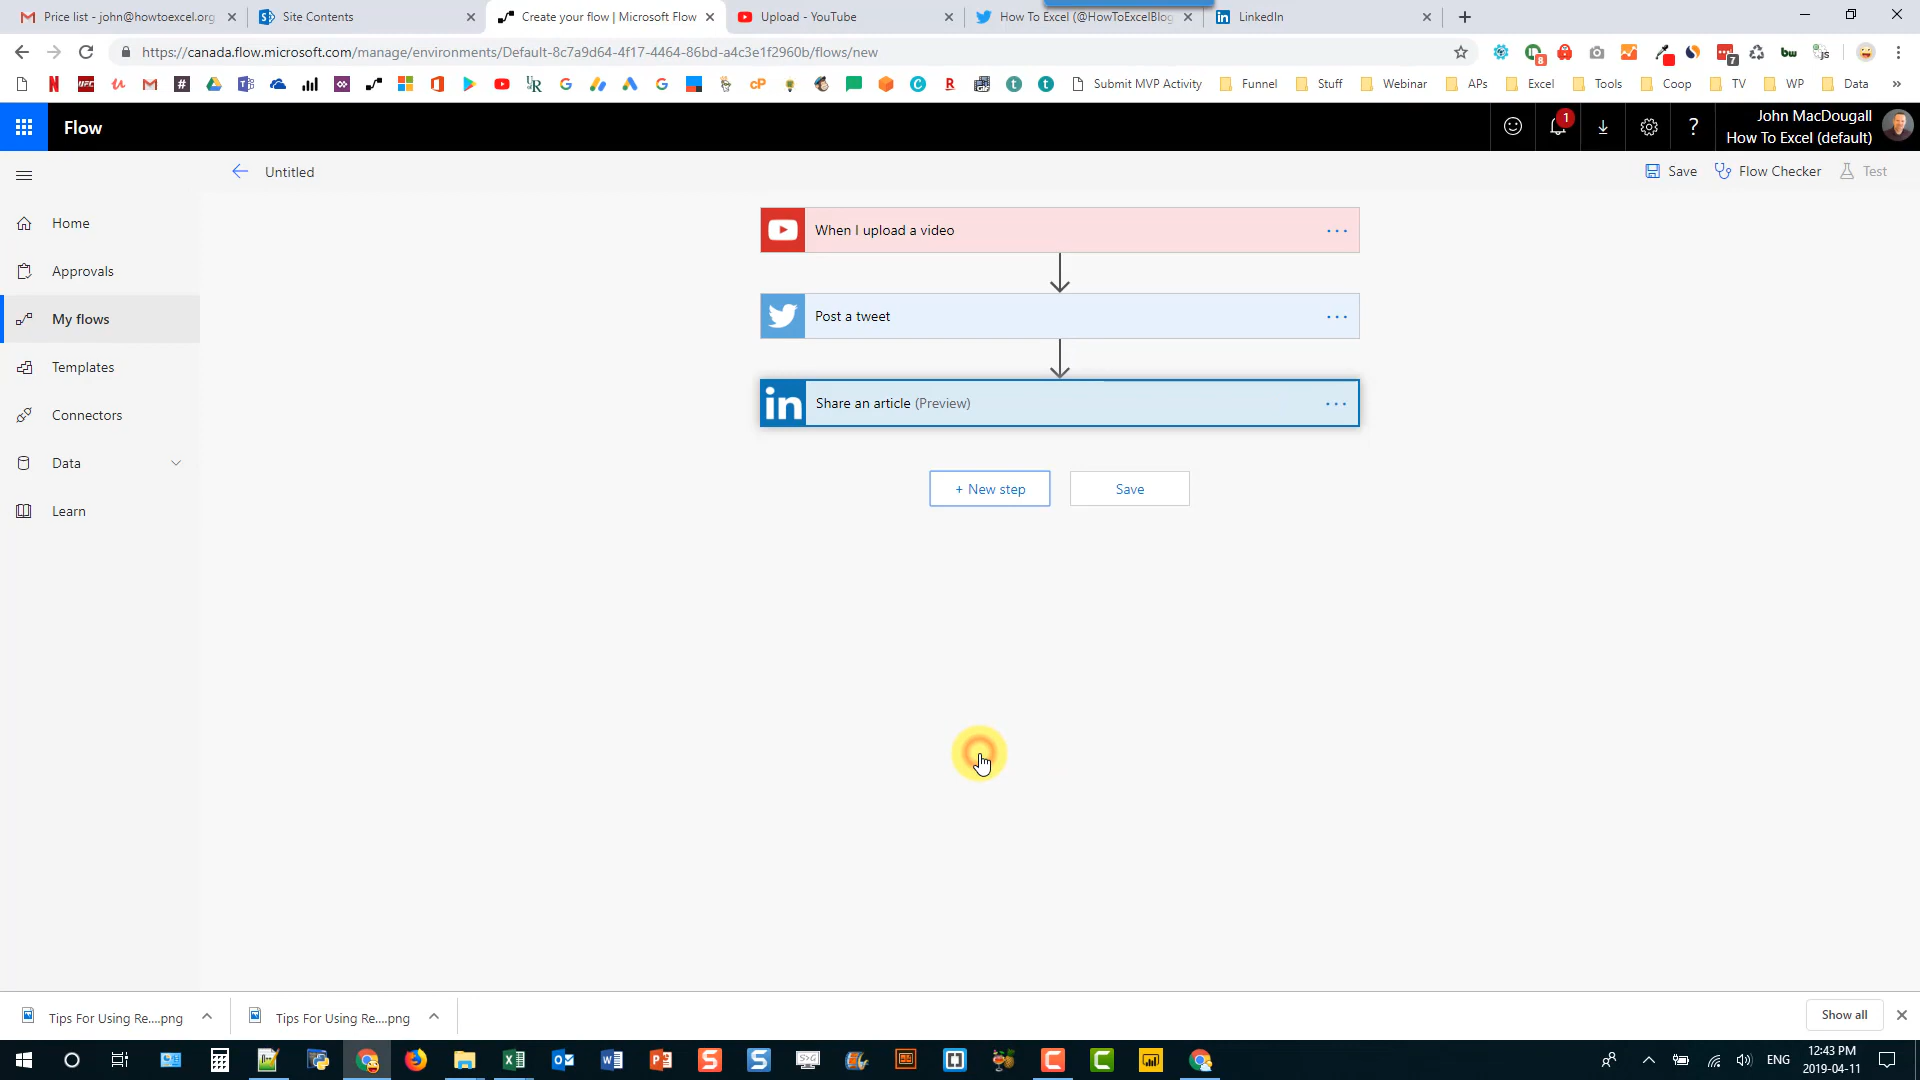 Price list - john@howtoexcel.org
Site Contents
Create your flow | Microsoft Flow
Upload - YouTube
How To Excel (@HowToExcelBlog
LinkedIn
https://canada.flow.microsoft.com/manage/environments/Default-8c7a9d64-4f17-4464-86bd-a4c3e1f2960b/flows/new
Submit MVP Activity
Funnel
Stuff
Webinar
APs
Excel
Tools
Coop
TV
WP
Data
Flow
1
John MacDougall
How To Excel (default)
Untitled
Save
Flow Checker
Test
Home
Approvals
My flows
Templates
Connectors
Data
Learn
When I upload a video
Post a tweet
Share an article (Preview)
+ New step
Save
Tips For Using Re....png
Tips For Using Re....png
Show all
ENG
12:43 PM
2019-04-11